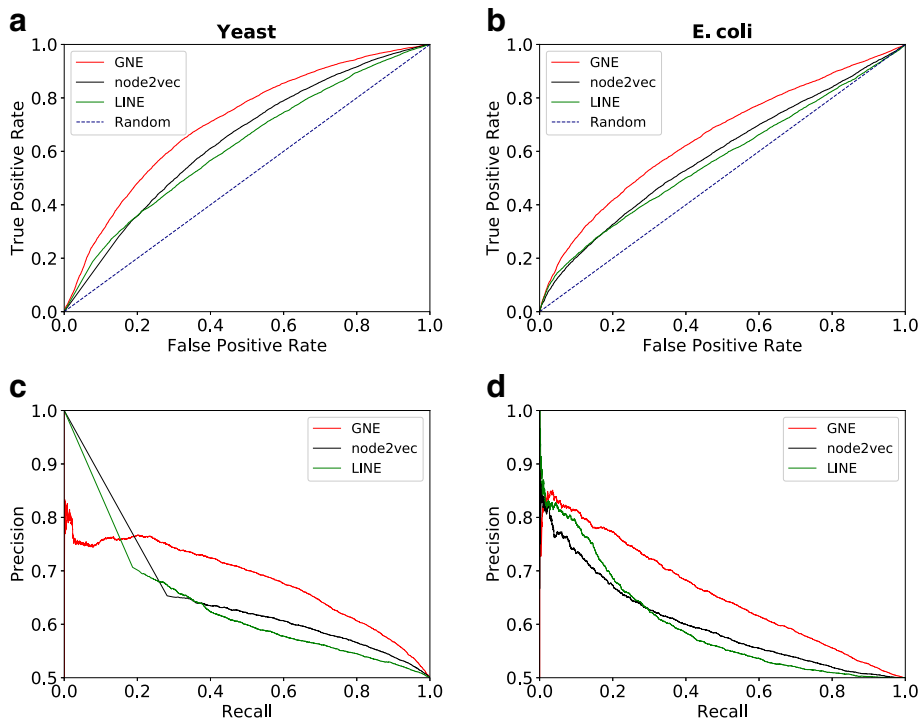 a
Yeast
1.0
0.8
0.6
0.4
0.2
0.0
True Positive Rate
GNE
node2vec
LINE
Random
0.0 0.2 0.4 0.6 0.8 1.0
False Positive Rate
b
E. coli
1.0
0.8
0.6
0.4
0.2
0.0
True Positive Rate
GNE
node2vec
LINE
Random
0.0 0.2 0.4 0.6 0.8 1.0
False Positive Rate
c
1.0
0.9
0.8
0.7
0.6
0.5
Precision
GNE
node2vec
LINE
0.0 0.2 0.4 0.6 0.8 1.0
Recall
d
1.0
0.9
0.8
0.7
0.6
0.5
Precision
GNE
node2vec
LINE
0.0 0.2 0.4 0.6 0.8 1.0
Recall